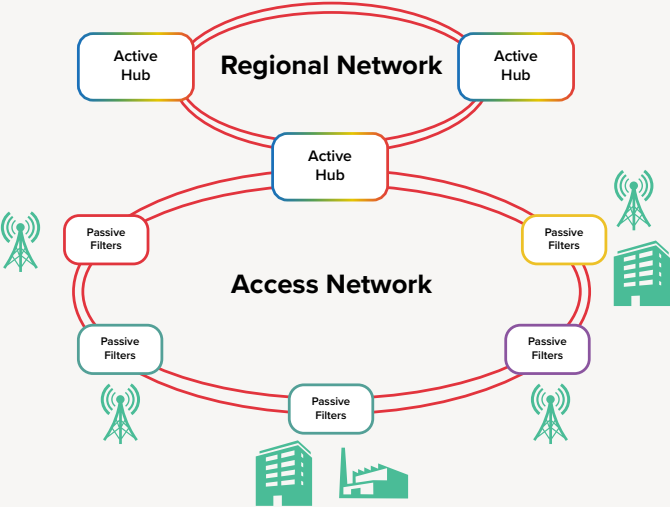 Active
Hub
Regional Network
Active
Hub
Active
Hub
Passive
Filters
Passive
Filters
Access Network
Passive
Filters
Passive
Filters
Passive
Filters